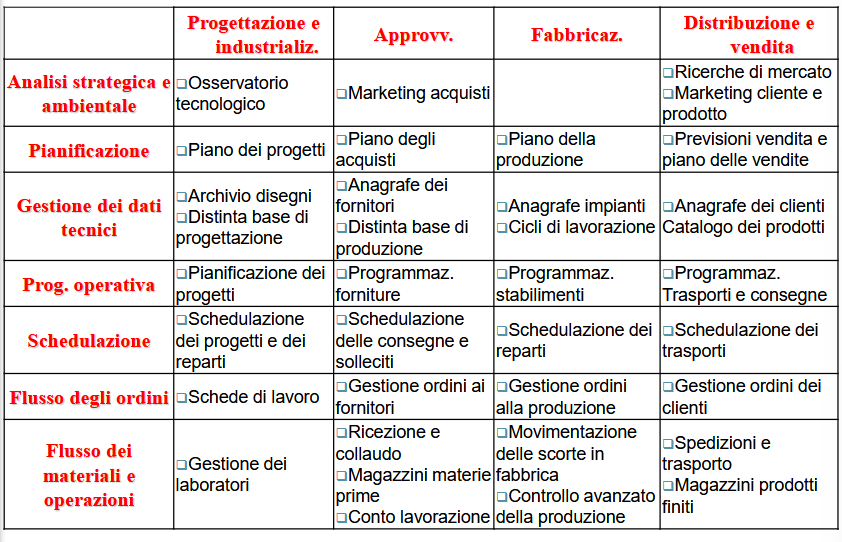 Progettazione e
industrializ.
Approvv.
Fabbricaz.
Distribuzione e
vendita
Analisi strategica e
ambientale
❑Osservatorio
tecnologico
❑Marketing acquisti
❑Ricerche di mercato
❑Marketing cliente e
prodotto
Pianificazione
❑Piano dei progetti
❑Piano degli
acquisti
❑Piano della
produzione
❑Previsioni vendita e
piano delle vendite
Gestione dei dati
tecnici
❑Archivio disegni
❑Distinta base di
progettazione
❑Anagrafe dei
fornitori
❑Distinta base di
produzione
❑Anagrafe impianti
❑Cicli di lavorazione
❑Anagrafe dei clienti
Catalogo dei prodotti
Prog. operativa
❑Pianificazione dei
progetti
❑Programmaz.
forniture
❑Programmaz.
stabilimenti
❑Programmaz.
Trasporti e consegne
Schedulazione
❑Schedulazione
dei progetti e dei
reparti
❑Schedulazione
delle consegne e
solleciti
❑Schedulazione dei
reparti
❑Schedulazione dei
trasporti
Flusso degli ordini
❑Schede di lavoro
❑Gestione ordini ai
fornitori
❑Gestione ordini
alla produzione
❑Gestione ordini dei
clienti
Flusso dei
materiali e
operazioni
❑Gestione dei
laboratori
❑Ricezione e
collaudo
❑Magazzini materie
prime
❑Conto lavorazione
❑Movimentazione
delle scorte in
fabbrica
❑Controllo avanzato
della produzione
❑Spedizioni e
trasporto
❑Magazzini prodotti
finiti